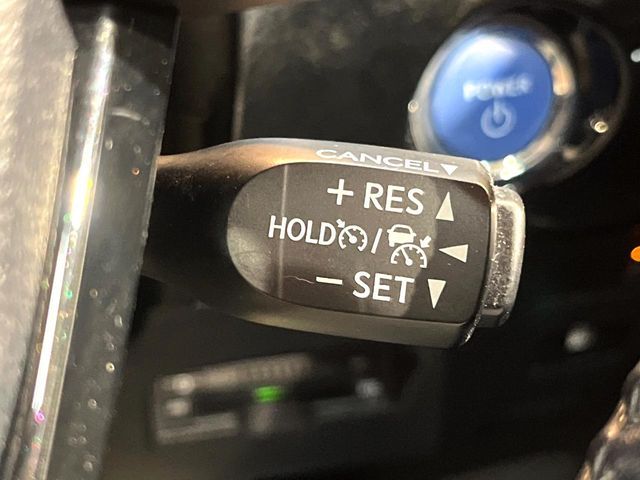 POWER
CANCEL▼
+ RES ▲
HOLD / ◀
− SET ▼